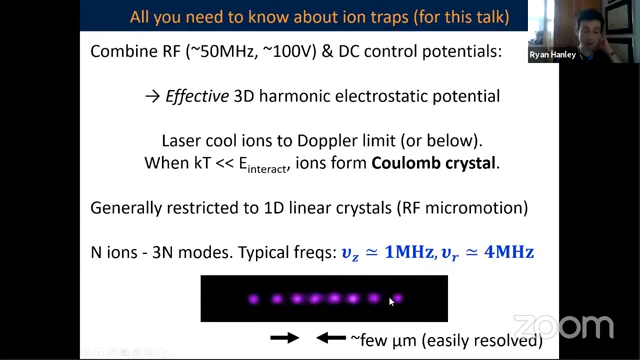 All you need to know about ion traps (for this talk)
Ryan Hanley
Combine RF (~50MHz, ~100V) & DC control potentials:
→ Effective 3D harmonic electrostatic potential
Laser cool ions to Doppler limit (or below).
When kT << E_interact, ions form Coulomb crystal.
Generally restricted to 1D linear crystals (RF micromotion)
N ions - 3N modes. Typical freqs: υ_z ≃ 1MHz, υ_r ≃ 4MHz
~few µm (easily resolved)
zoom